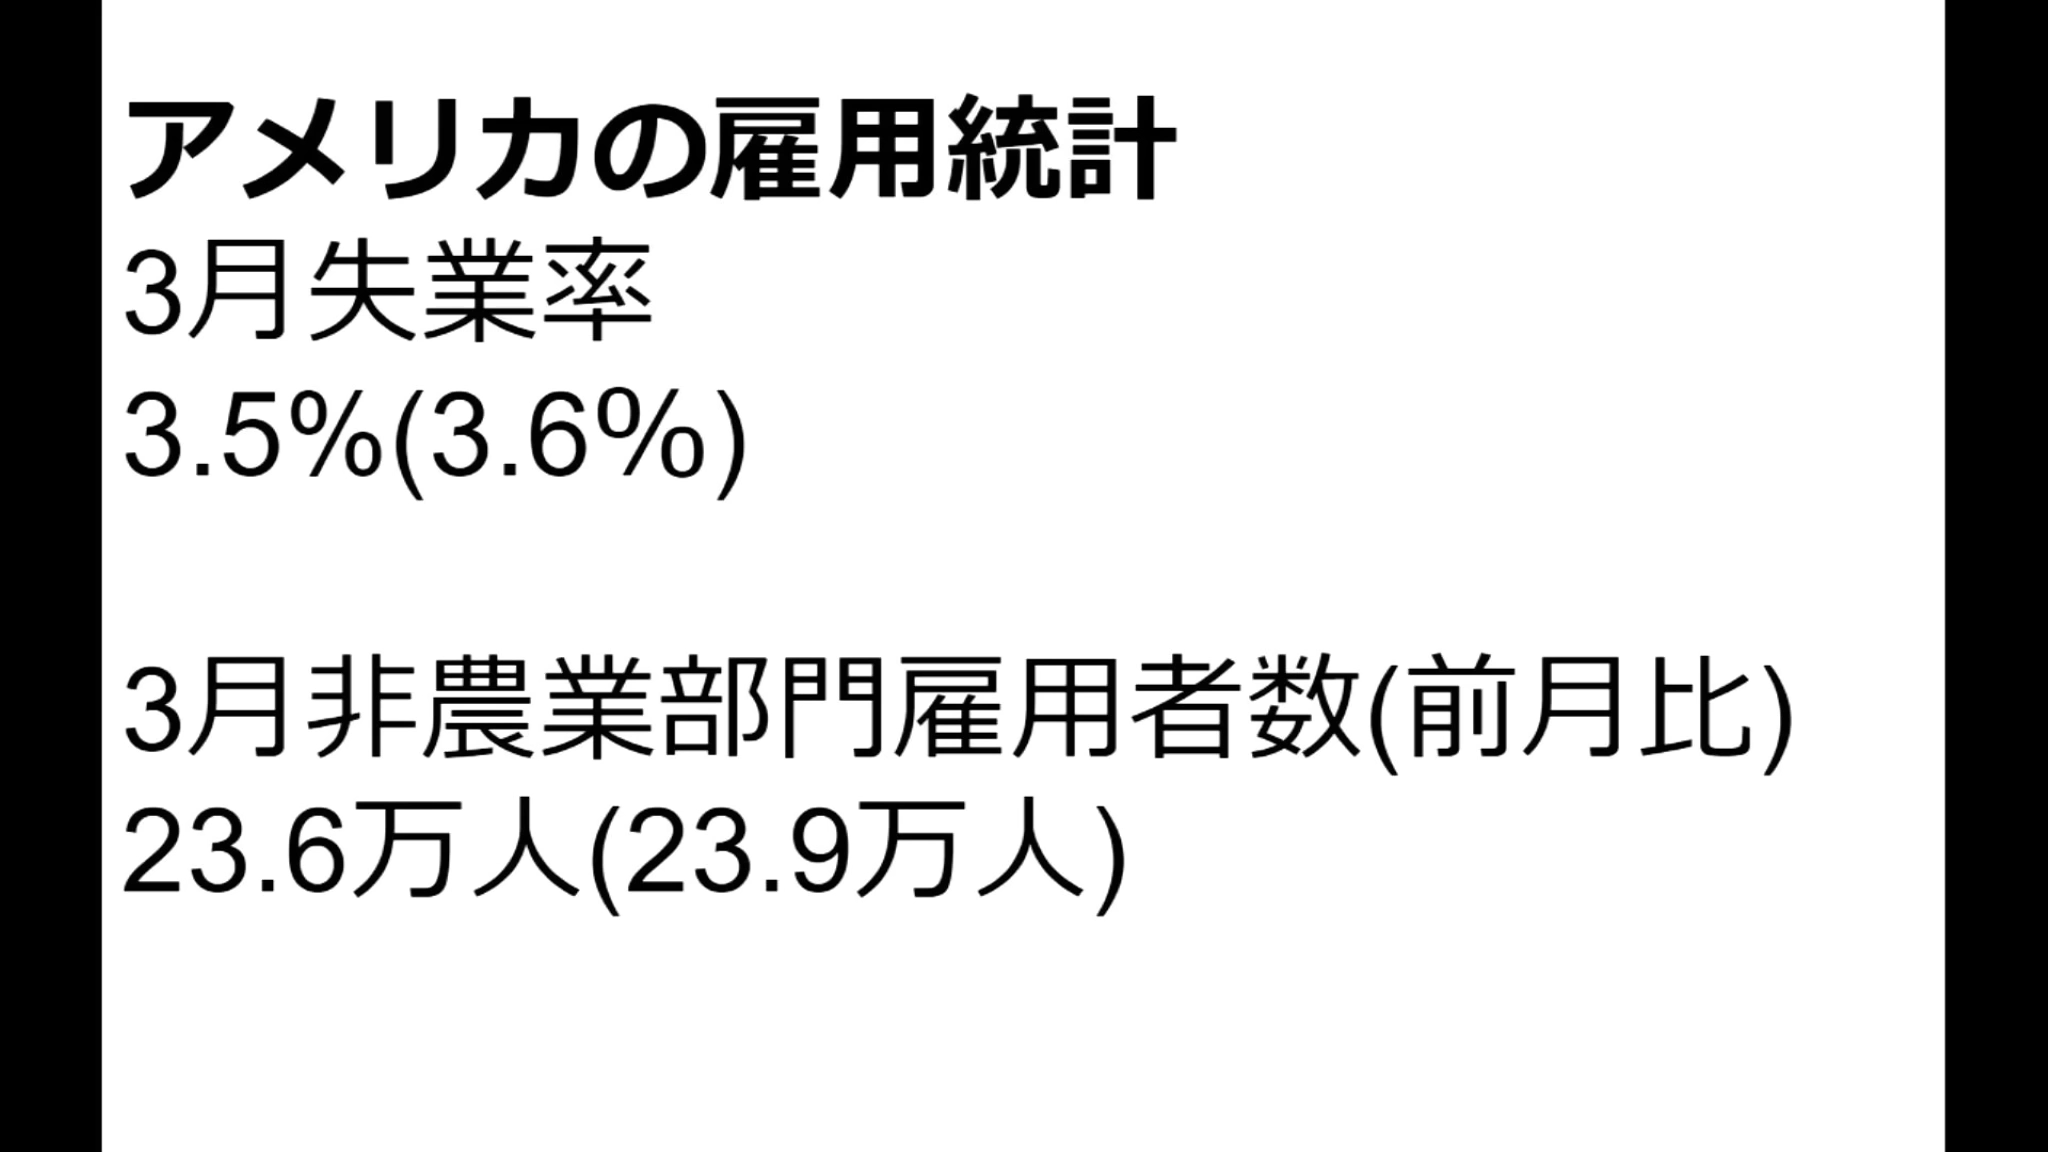 アメリカの雇用統計
3月失業率
3.5%(3.6％)
3月非農業部門雇用者数(前月比)
23.6万人(23.9万人)